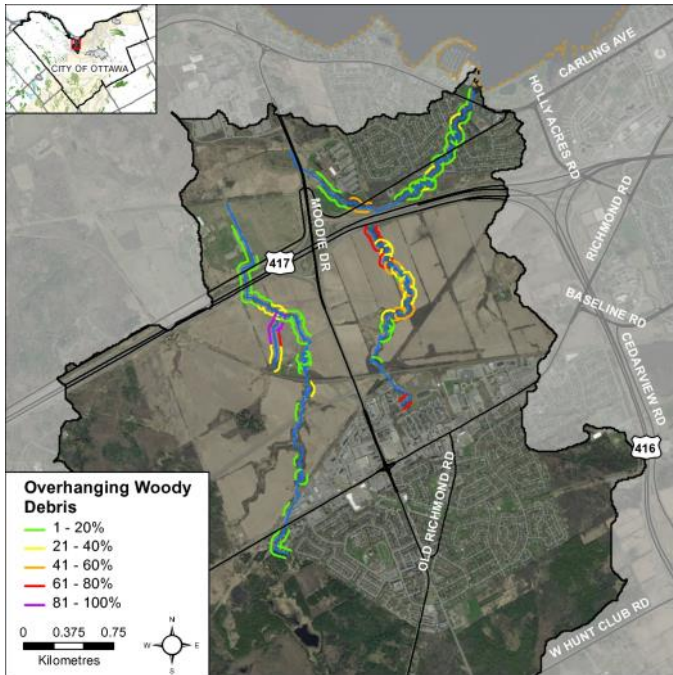 CITY OF OTTAWA
CARLING AVE
HOLLY ACRES RD
RICHMOND RD
MOODIE DR
417
BASELINE RD
CEDARVIEW RD
416
OLD RICHMOND RD
W HUNT CLUB RD
Overhanging Woody
Debris
1 - 20%
21 - 40%
41 - 60%
61 - 80%
81 - 100%
0 0.375 0.75
Kilometres
N
W E
S